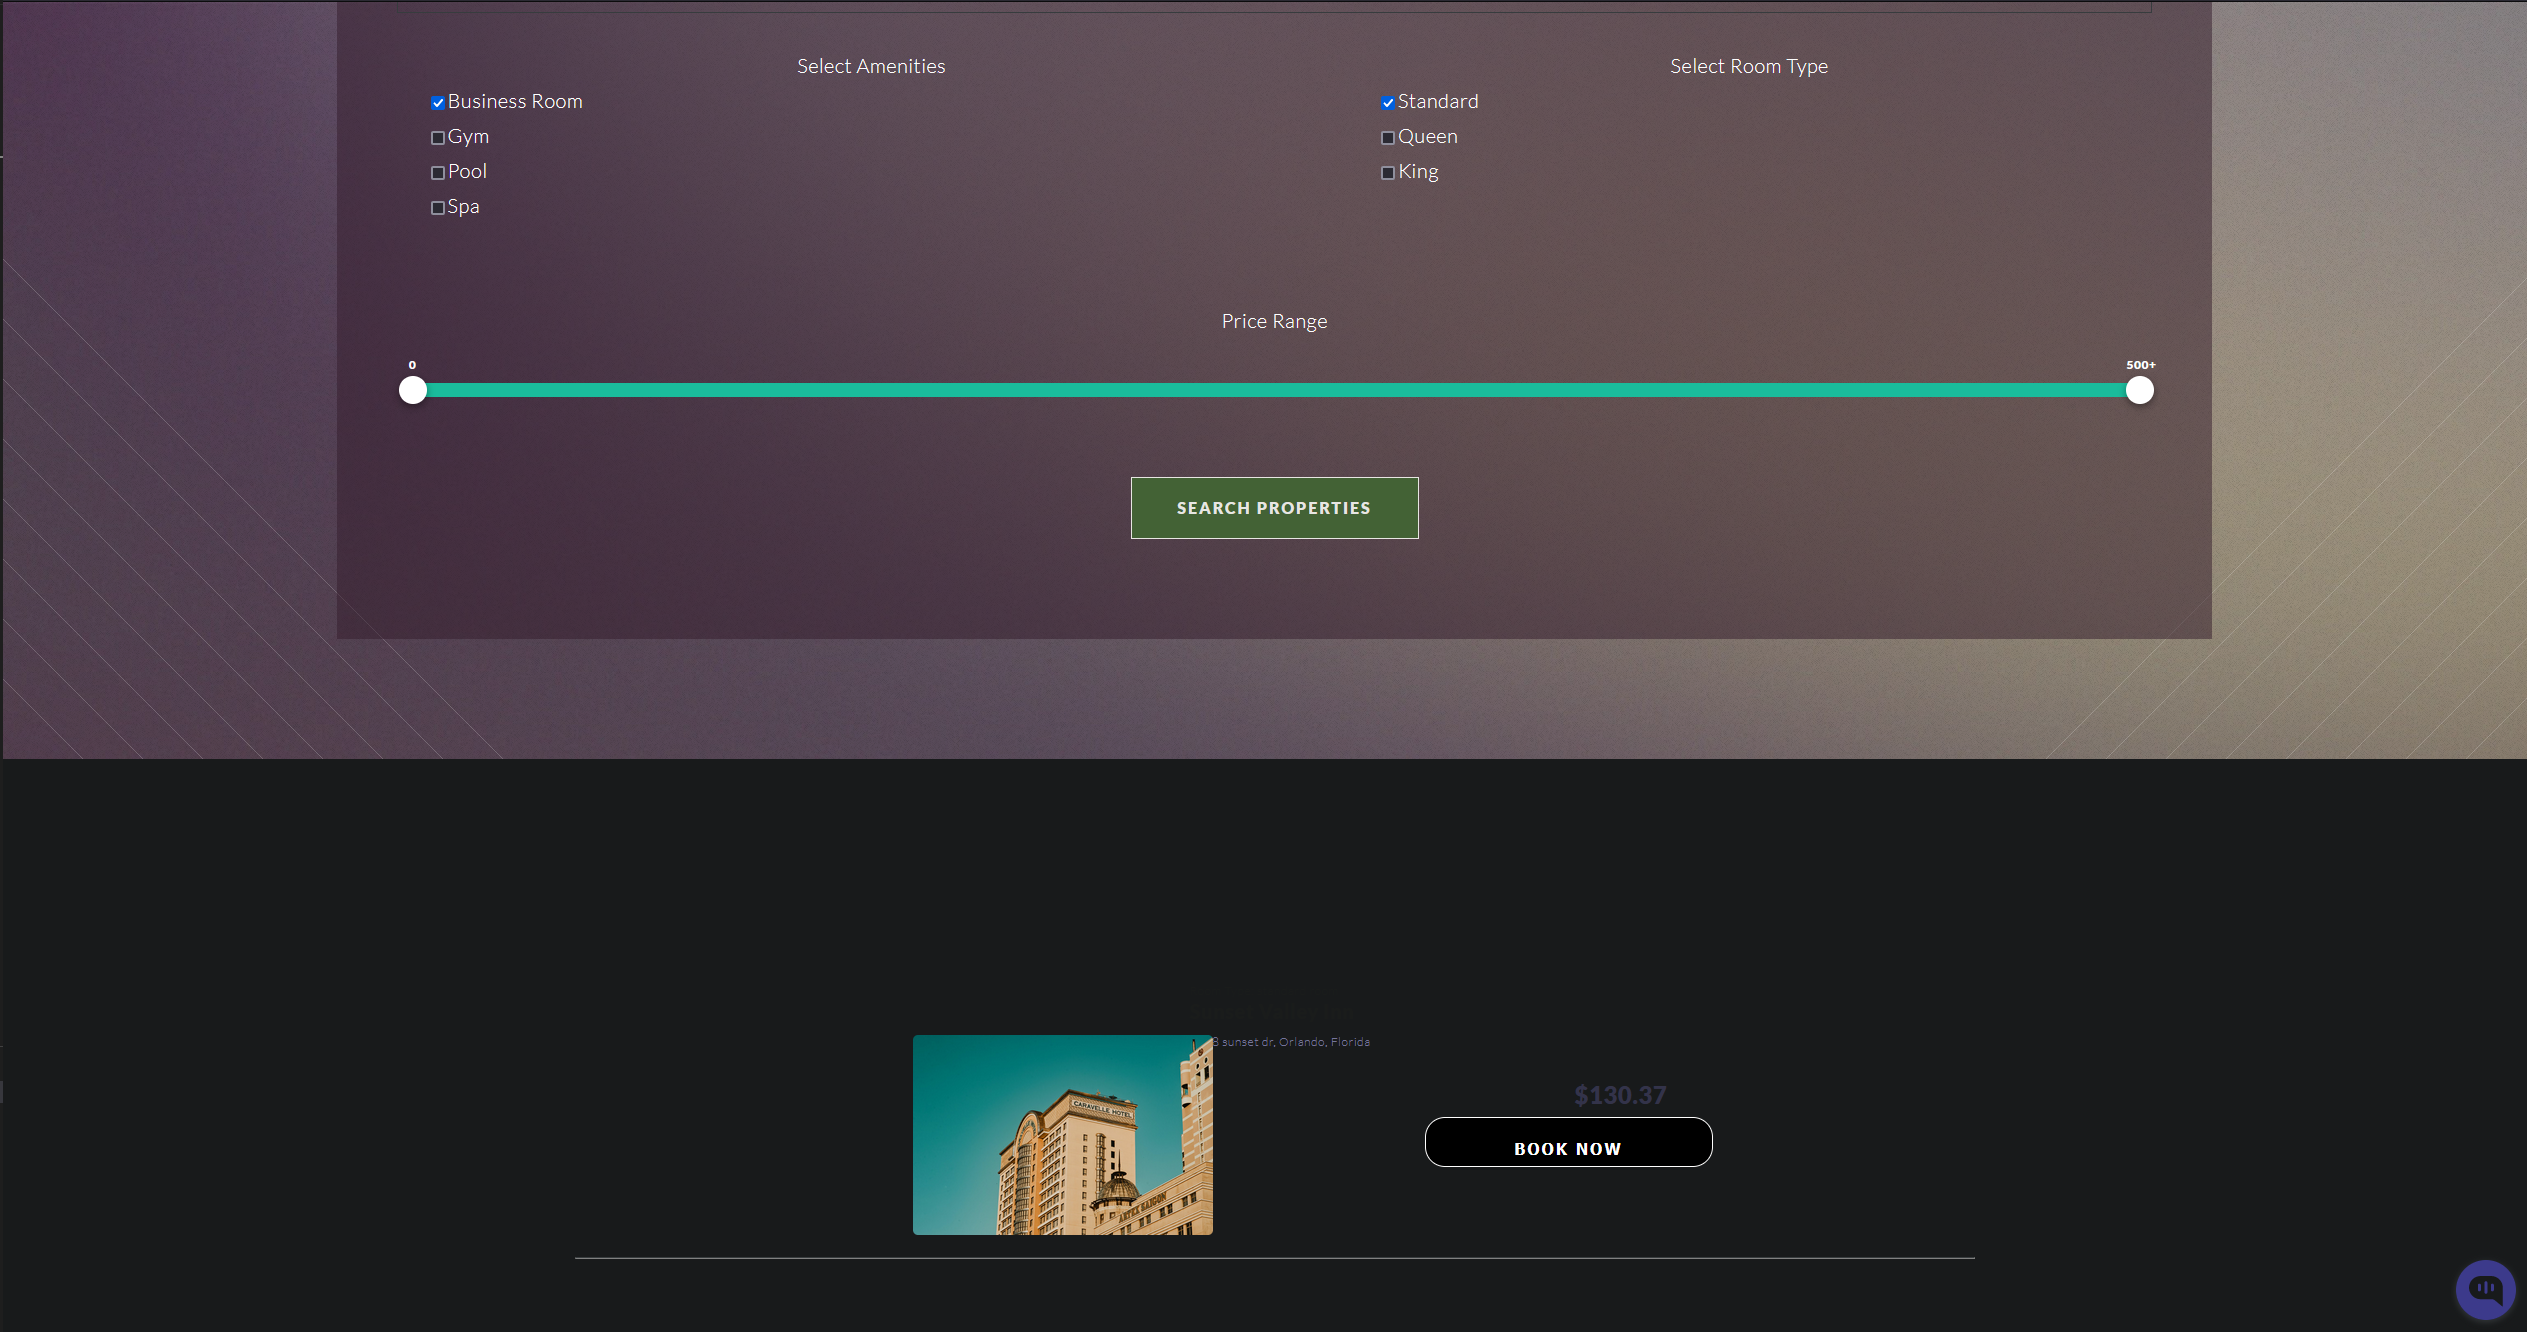 Select Amenities
Select Room Type
Business Room
Standard
Gym
Queen
Pool
King
Spa
Price Range
0
500+
SEARCH PROPERTIES
sunset dr, Orlando, Florida
$130.37
CARAVELLE HOTEL
BOOK NOW